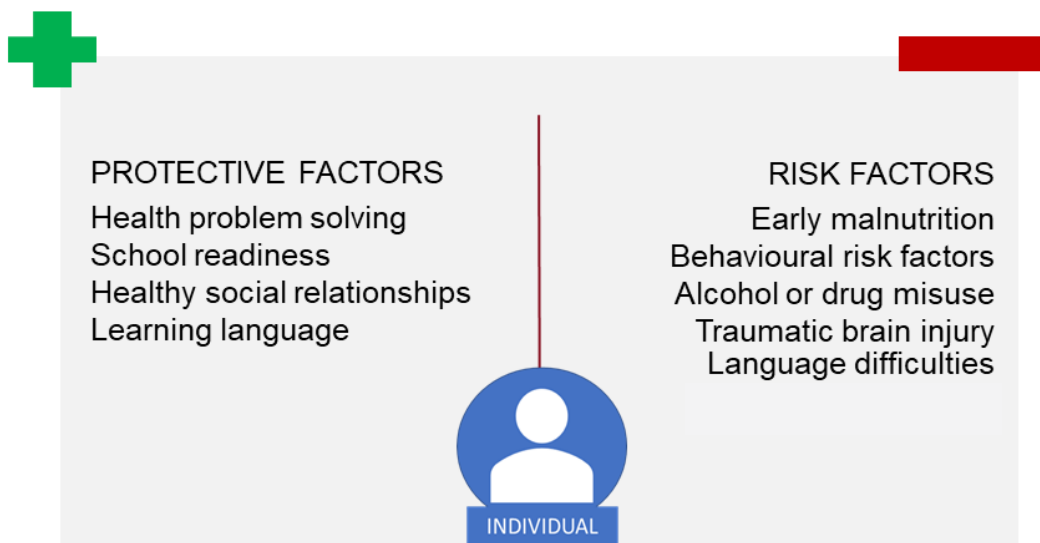 PROTECTIVE FACTORS
Health problem solving
School readiness
Healthy social relationships
Learning language
RISK FACTORS
Early malnutrition
Behavioural risk factors
Alcohol or drug misuse
Traumatic brain injury
Language difficulties
INDIVIDUAL